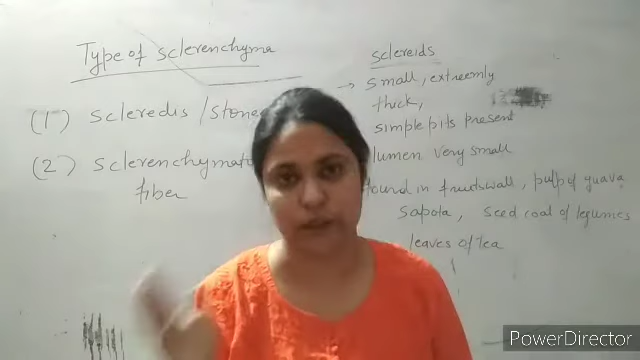 Type of sclerenchyma
(1) scleredis / stone
(2) sclerenchymat
fiber
sclereids
→ small, extreemly
thick,
simple pits present
lumen very small
found in fruitswall, pulp of guava
sapota, seed coat of legumes
leaves of tea
PowerDirector